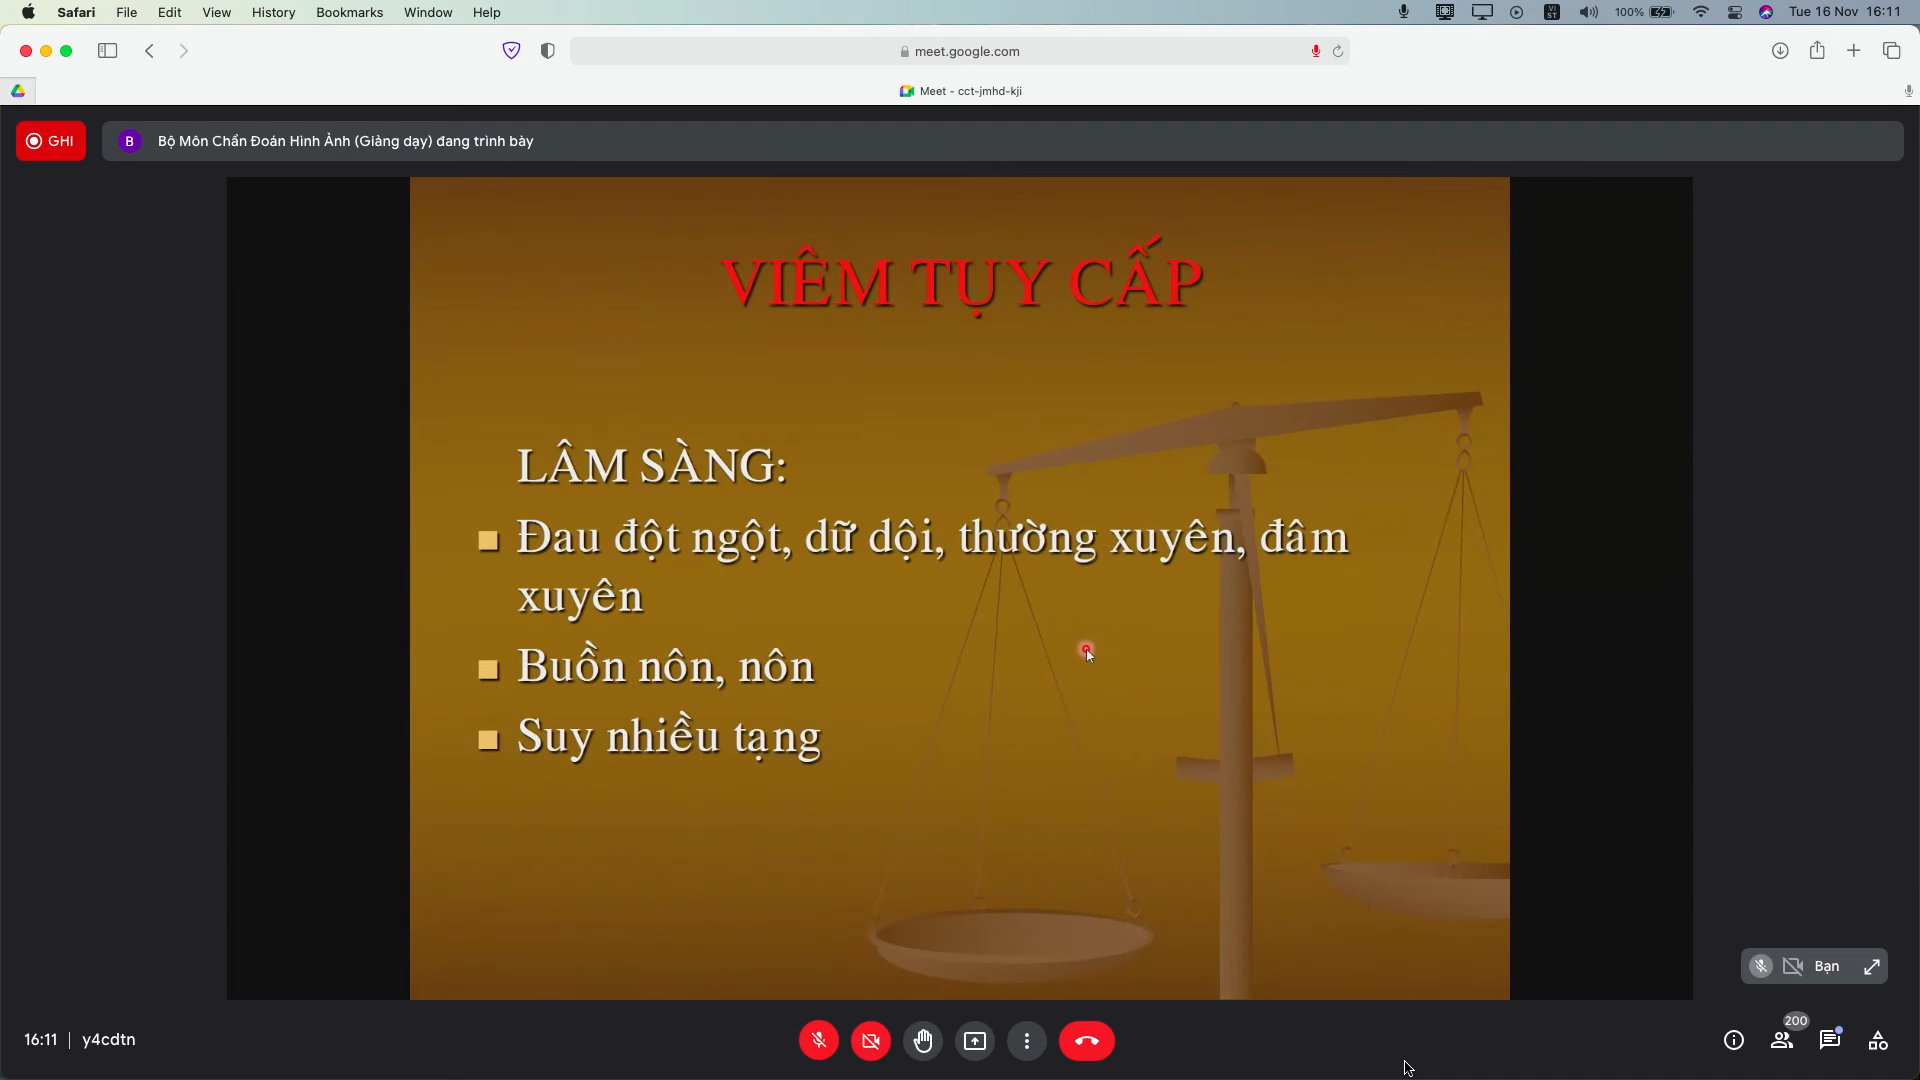 Safari File Edit View History Bookmarks Window Help
VI
ST
100%
Tue 16 Nov 16:11
meet.google.com
Meet - cct-jmhd-kji
GHI
B
Bộ Môn Chẩn Đoán Hình Ảnh (Giảng dạy) đang trình bày
VIÊM TỤY CẤP
LÂM SÀNG:
Đau đột ngột, dữ dội, thường xuyên, đâm
xuyên
Buồn nôn, nôn
Suy nhiều tạng
Bạn
16:11 | y4cdtn
200